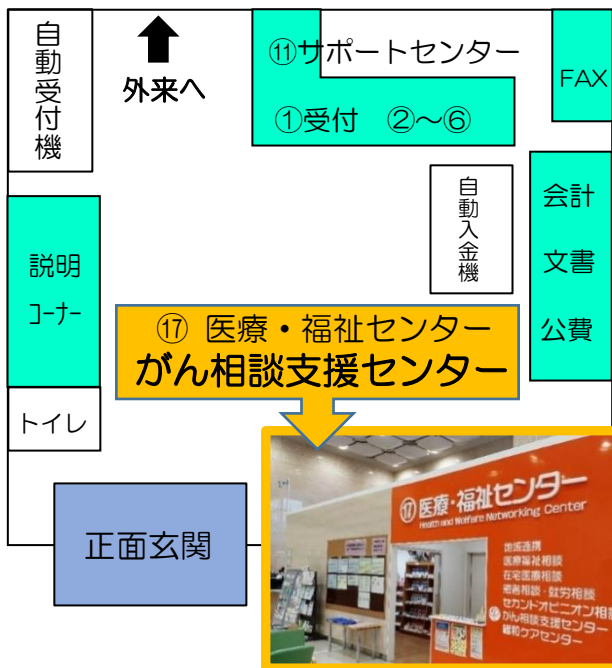 自動受付機
外来へ
⑪サポートセンター
①受付 ②～⑥
FAX
自動入金機
会計
文書
公費
説明
ｺｰﾅｰ
⑰ 医療・福祉センター
がん相談支援センター
トイレ
正面玄関
⑰医療・福祉センター
Health and Welfare Networking Center
地域連携
医療福祉相談
在宅医療相談
患者相談・就労相談
セカンドオピニオン相談
がん相談支援センター
緩和ケアセンター